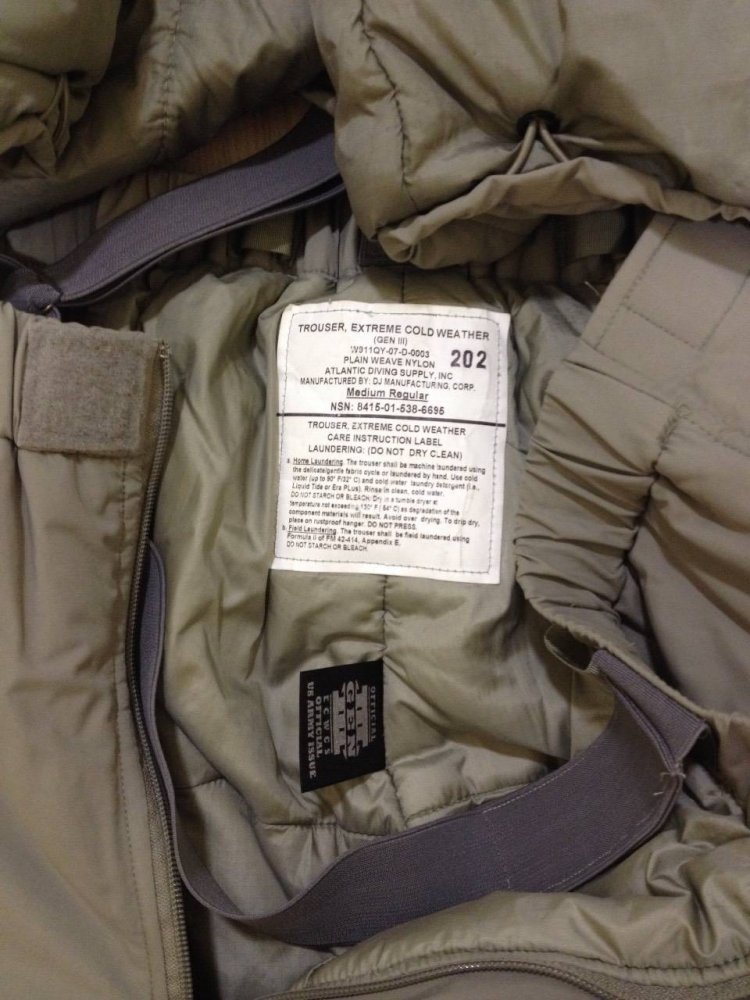 TROUSER, EXTREME COLD WEATHER
(GEN III)
W911QY-07-D-0003
202
PLAIN WEAVE NYLON
ATLANTIC DIVING SUPPLY, INC
MANUFACTURED BY: DJ MANUFACTURING, CORP.
Medium Regular
NSN: 8415-01-538-6695
TROUSER, EXTREME COLD WEATHER
CARE INSTRUCTION LABEL
LAUNDERING: (DO NOT DRY CLEAN)
a. Home Laundering. The trouser shall be machine laundered using
the delicate/gentle fabric cycle or laundered by hand. Use cold
water (up to 90° F/32° C) and cold water laundry detergent (i.e.,
Liquid Tide or Era PLus). Rinse in clean, cold water.
DO NOT STARCH OR BLEACH. Dry in a tumble dryer at
temperature not exceeding 130° F ( 54° C) as degradation of the
component materials will result. Avoid over drying. To drip dry,
place on rustproof hanger. DO NOT PRESS.
b. Field Laundering. The trouser shall be field laundered using
Formula II of FM 42-414, Appendix E.
DO NOT STARCH OR BLEACH.
OFFICIAL
GEN
III
ECWCS
OFFICIAL
US ARMY ISSUE